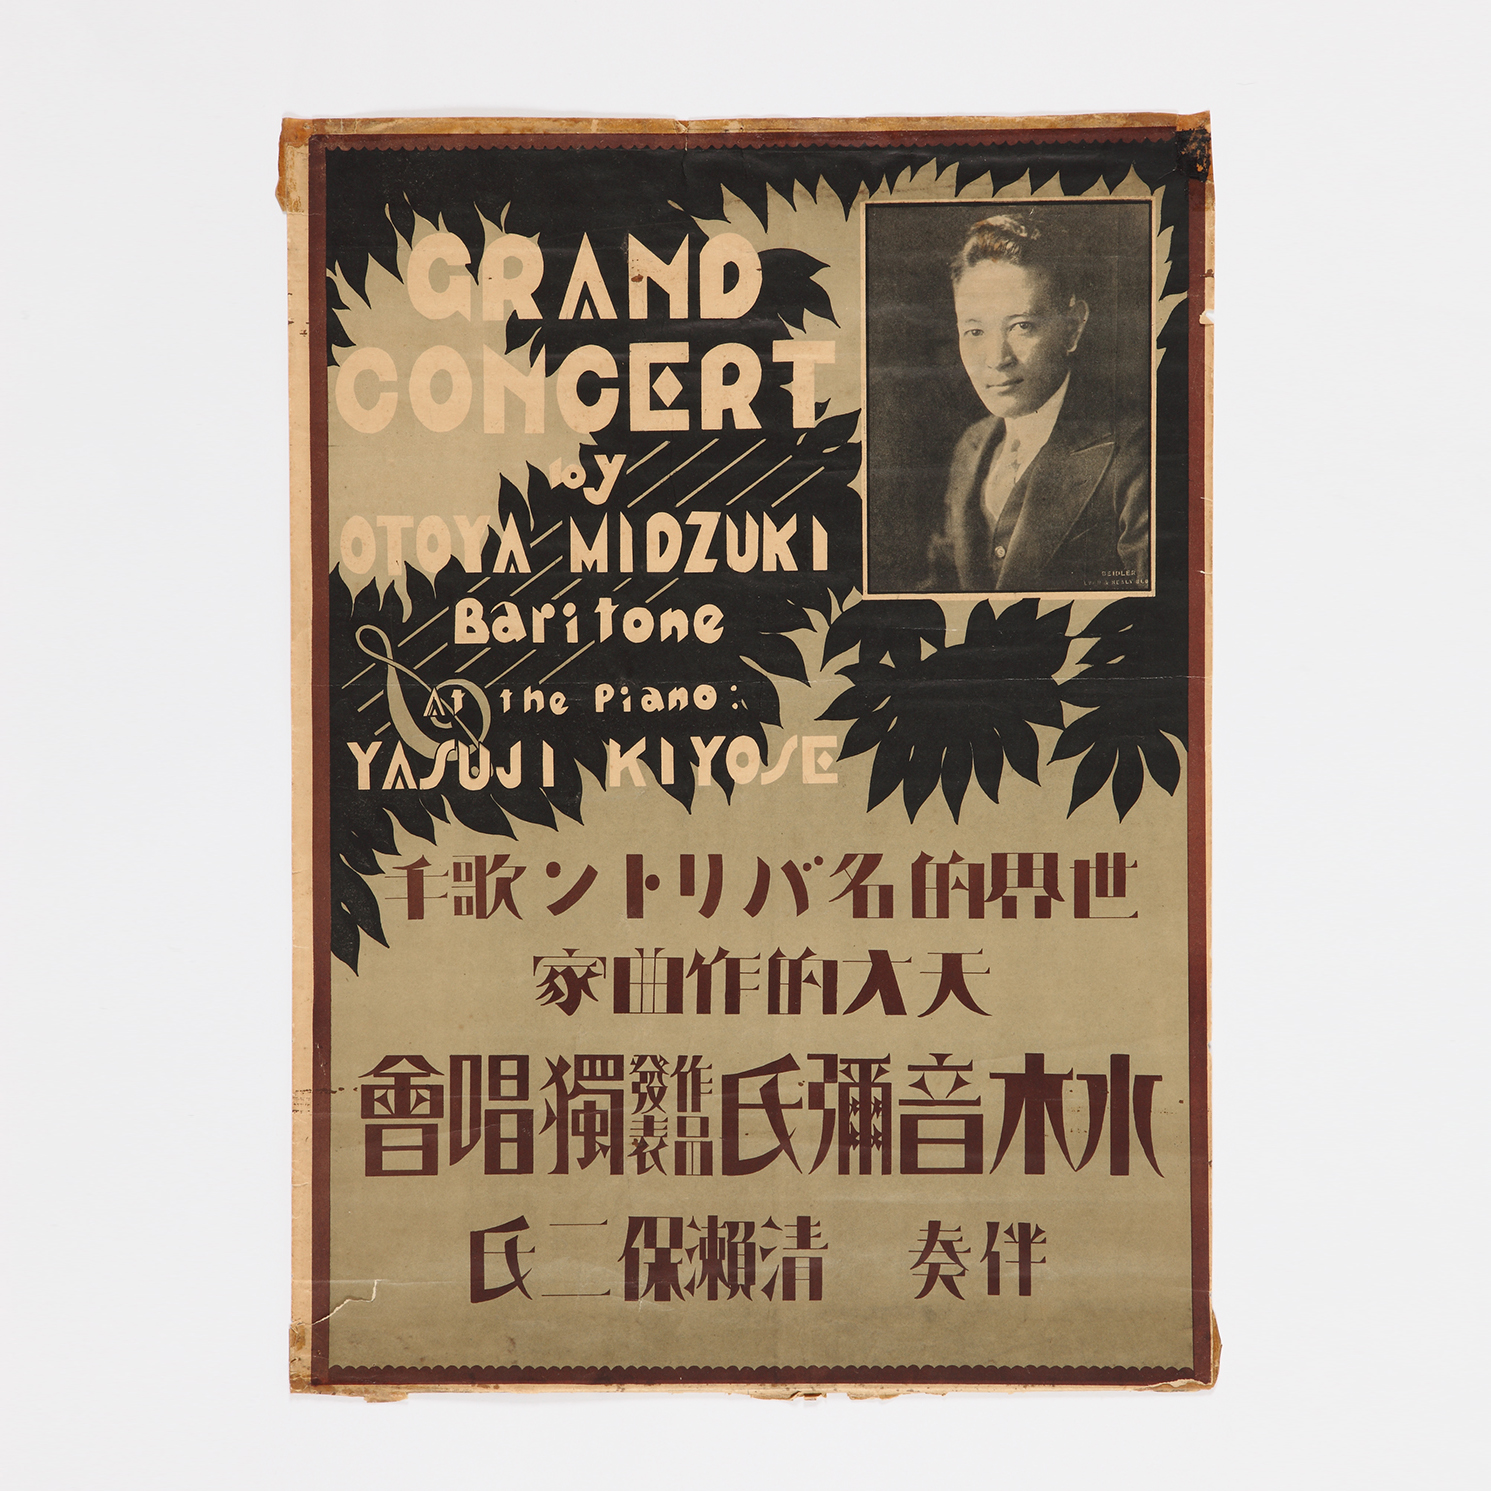 GRAND
CONCERT
by
OTOYA MIDZUKI
Baritone
At the Piano:
YASUJI KIYOSE
世界的名バリトン歌手
天才的作曲家
水木音彌氏作品發表獨唱會
伴奏 清瀨保二氏